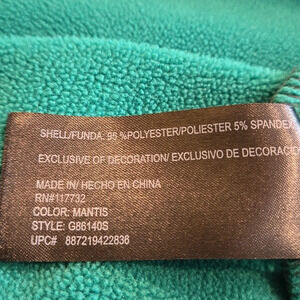 SHELL/FUNDA: 95 %POLYESTER/POLIESTER 5% SPANDEX
EXCLUSIVE OF DECORATION/ EXCLUSIVO DE DECORACIO
MADE IN/ HECHO EN CHINA
RN#117732
COLOR: MANTIS
STYLE: G86140S
UPC# 887219422836